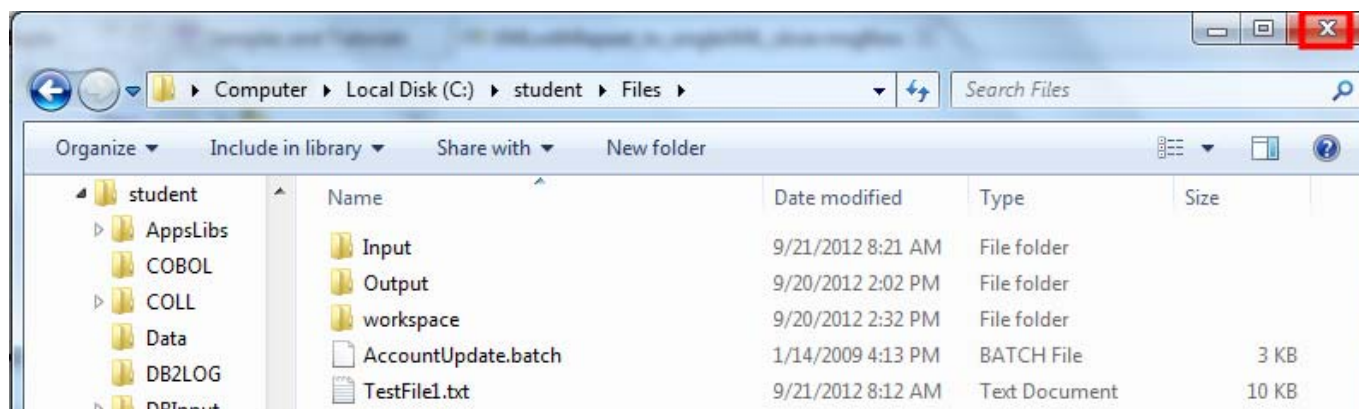 Computer Local Disk (C:) student Files Search Files
Organize Include in library Share with New folder
student Name Date modified Type Size
AppsLibs
Input 9/21/2012 8:21 AM File folder
COBOL
Output 9/20/2012 2:02 PM File folder
COLL
workspace 9/20/2012 2:32 PM File folder
Data
AccountUpdate.batch 1/14/2009 4:13 PM BATCH File 3 KB
DB2LOG
TestFile1.txt 9/21/2012 8:12 AM Text Document 10 KB
DBInput